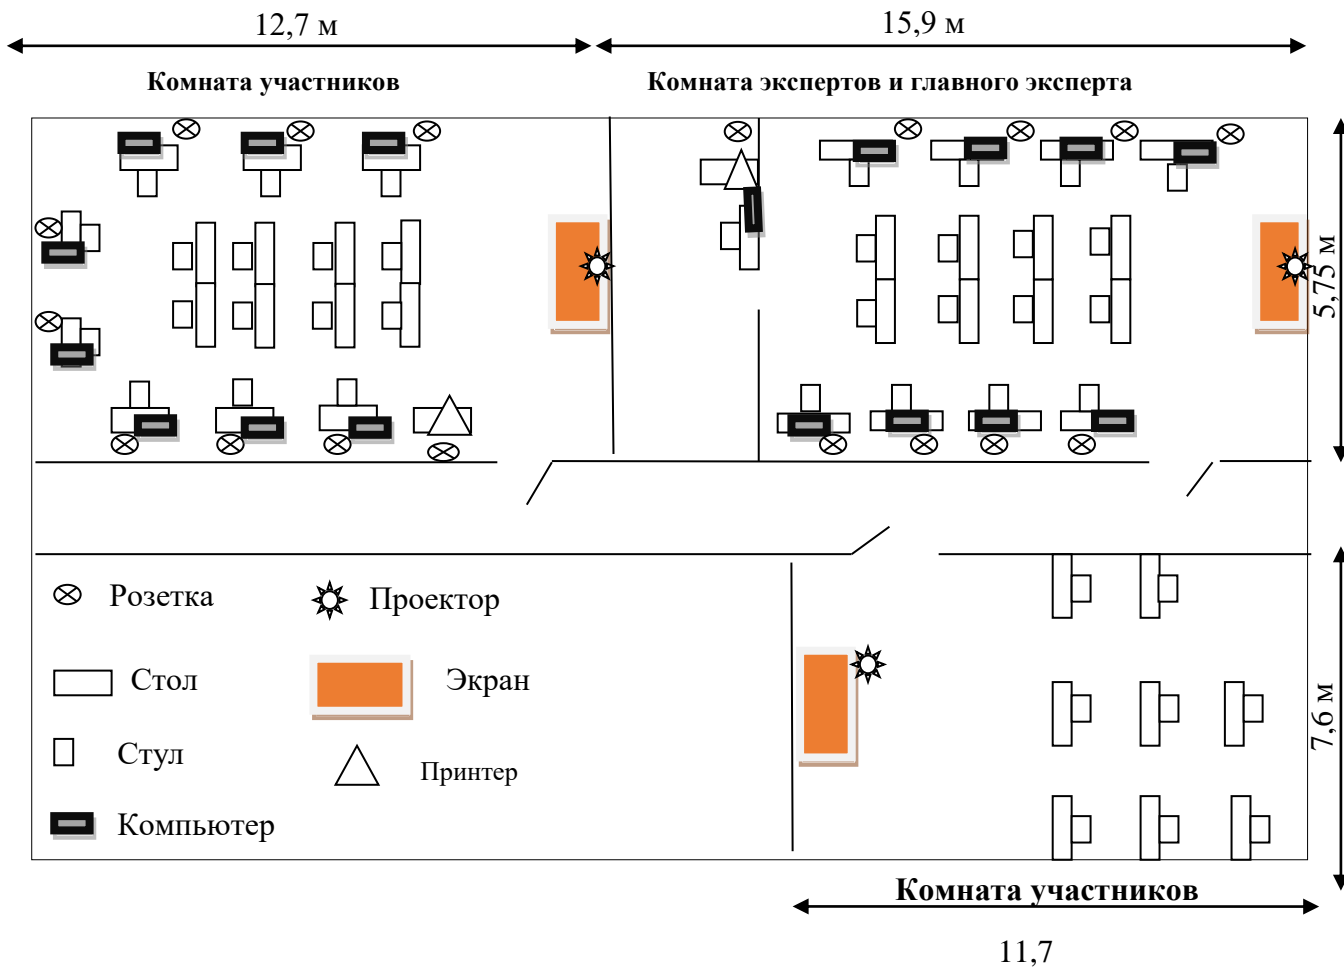 12,7 м
15,9 м
Комната участников
Комната экспертов и главного эксперта
5,75 м
Розетка
Проектор
Стол
Экран
Стул
Принтер
Компьютер
7,6 м
Комната участников
11,7